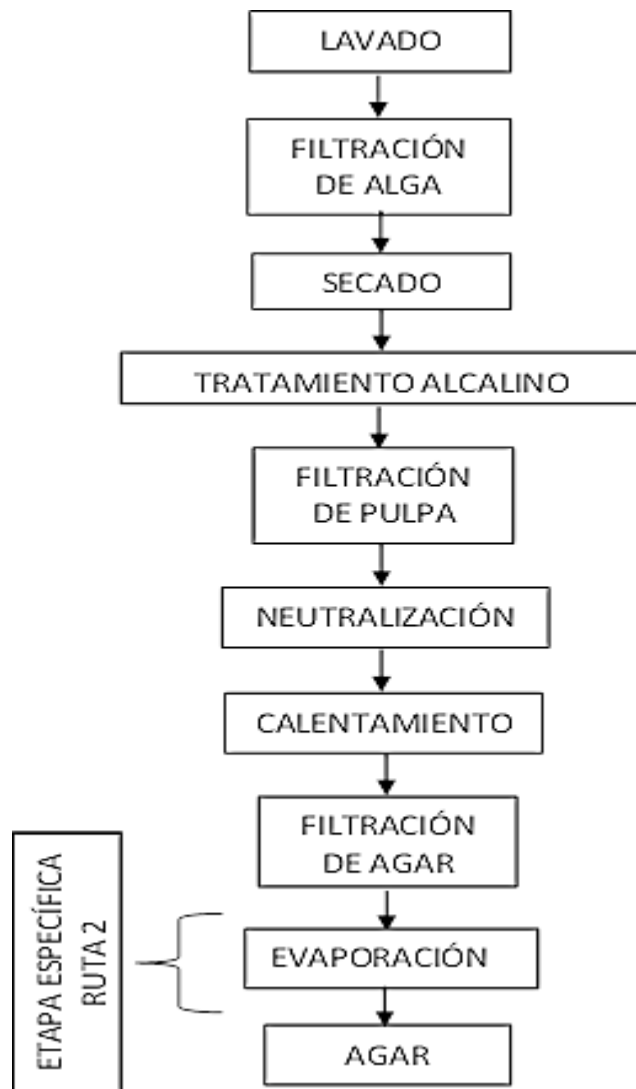 LAVADO
FILTRACIÓN
DE ALGA
SECADO
TRATAMIENTO ALCALINO
FILTRACIÓN
DE PULPA
NEUTRALIZACIÓN
CALENTAMIENTO
FILTRACIÓN
DE AGAR
ETAPA ESPECÍFICA
RUTA 2
EVAPORACIÓN
AGAR